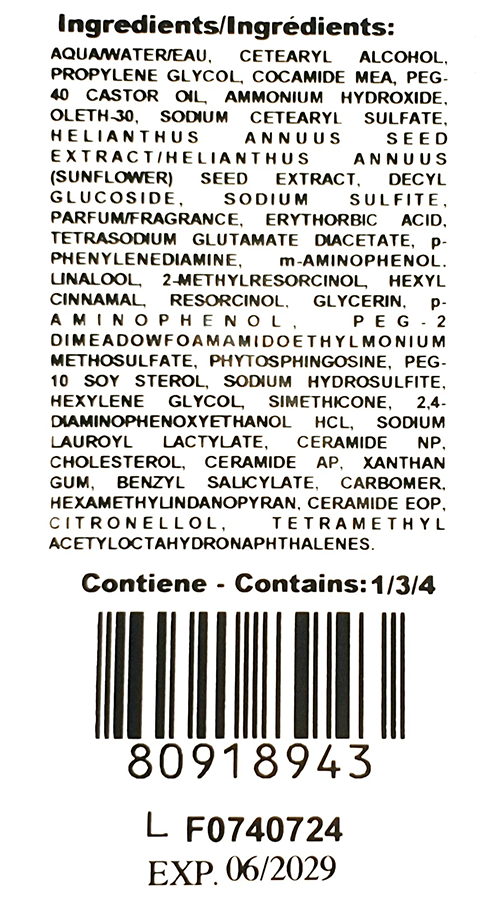 Ingredients/Ingrédients:
AQUA/WATER/EAU, CETEARYL ALCOHOL,
PROPYLENE GLYCOL, COCAMIDE MEA, PEG-
40 CASTOR OIL, AMMONIUM HYDROXIDE,
OLETH-30, SODIUM CETEARYL SULFATE,
HELIANTHUS ANNUUS SEED
EXTRACT/HELIANTHUS ANNUUS
(SUNFLOWER) SEED EXTRACT, DECYL
GLUCOSIDE, SODIUM SULFITE,
PARFUM/FRAGRANCE, ERYTHORBIC ACID,
TETRASODIUM GLUTAMATE DIACETATE, p-
PHENYLENEDIAMINE, m-AMINOPHENOL.
LINALOOL, 2-METHYLRESORCINOL, HEXYL
CINNAMAL, RESORCINOL, GLYCERIN, p-
AMINOPHENOL, PEG-2
DIMEADOWFOAMAMIDOETHYLMONIUM
METHOSULFATE, PHYTOSPHINGOSINE, PEG-
10 SOY STEROL, SODIUM HYDROSULFITE,
HEXYLENE GLYCOL, SIMETHICONE, 2,4-
DIAMINOPHENOXYETHANOL HCL, SODIUM
LAUROYL LACTYLATE, CERAMIDE NP,
CHOLESTEROL, CERAMIDE AP, XANTHAN
GUM, BENZYL SALICYLATE, CARBOMER,
HEXAMETHYLINDANOPYRAN, CERAMIDE EOP,
CITRONELLOL, TETRAMETHYL
ACETYLOCTAHYDRONAPHTHALENES.
Contiene - Contains:1/3/4
80918943
L F0740724
EXP. 06/2029